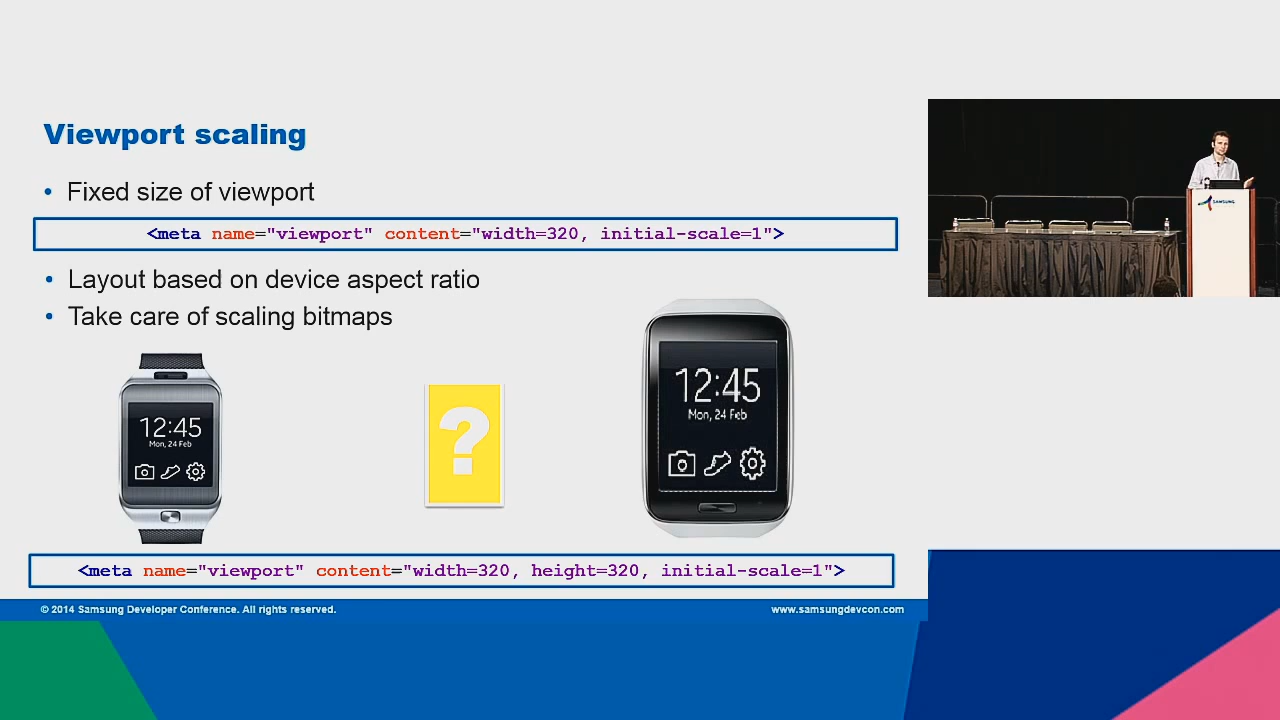 Viewport scaling
• Fixed size of viewport
<meta name="viewport" content="width=320, initial-scale=1">
• Layout based on device aspect ratio
• Take care of scaling bitmaps
12:45
Mon, 24 Feb
?
12:45
Mon, 24 Feb
<meta name="viewport" content="width=320, height=320, initial-scale=1">
© 2014 Samsung Developer Conference. All rights reserved.
www.samsungdevcon.com
SAMSUNG